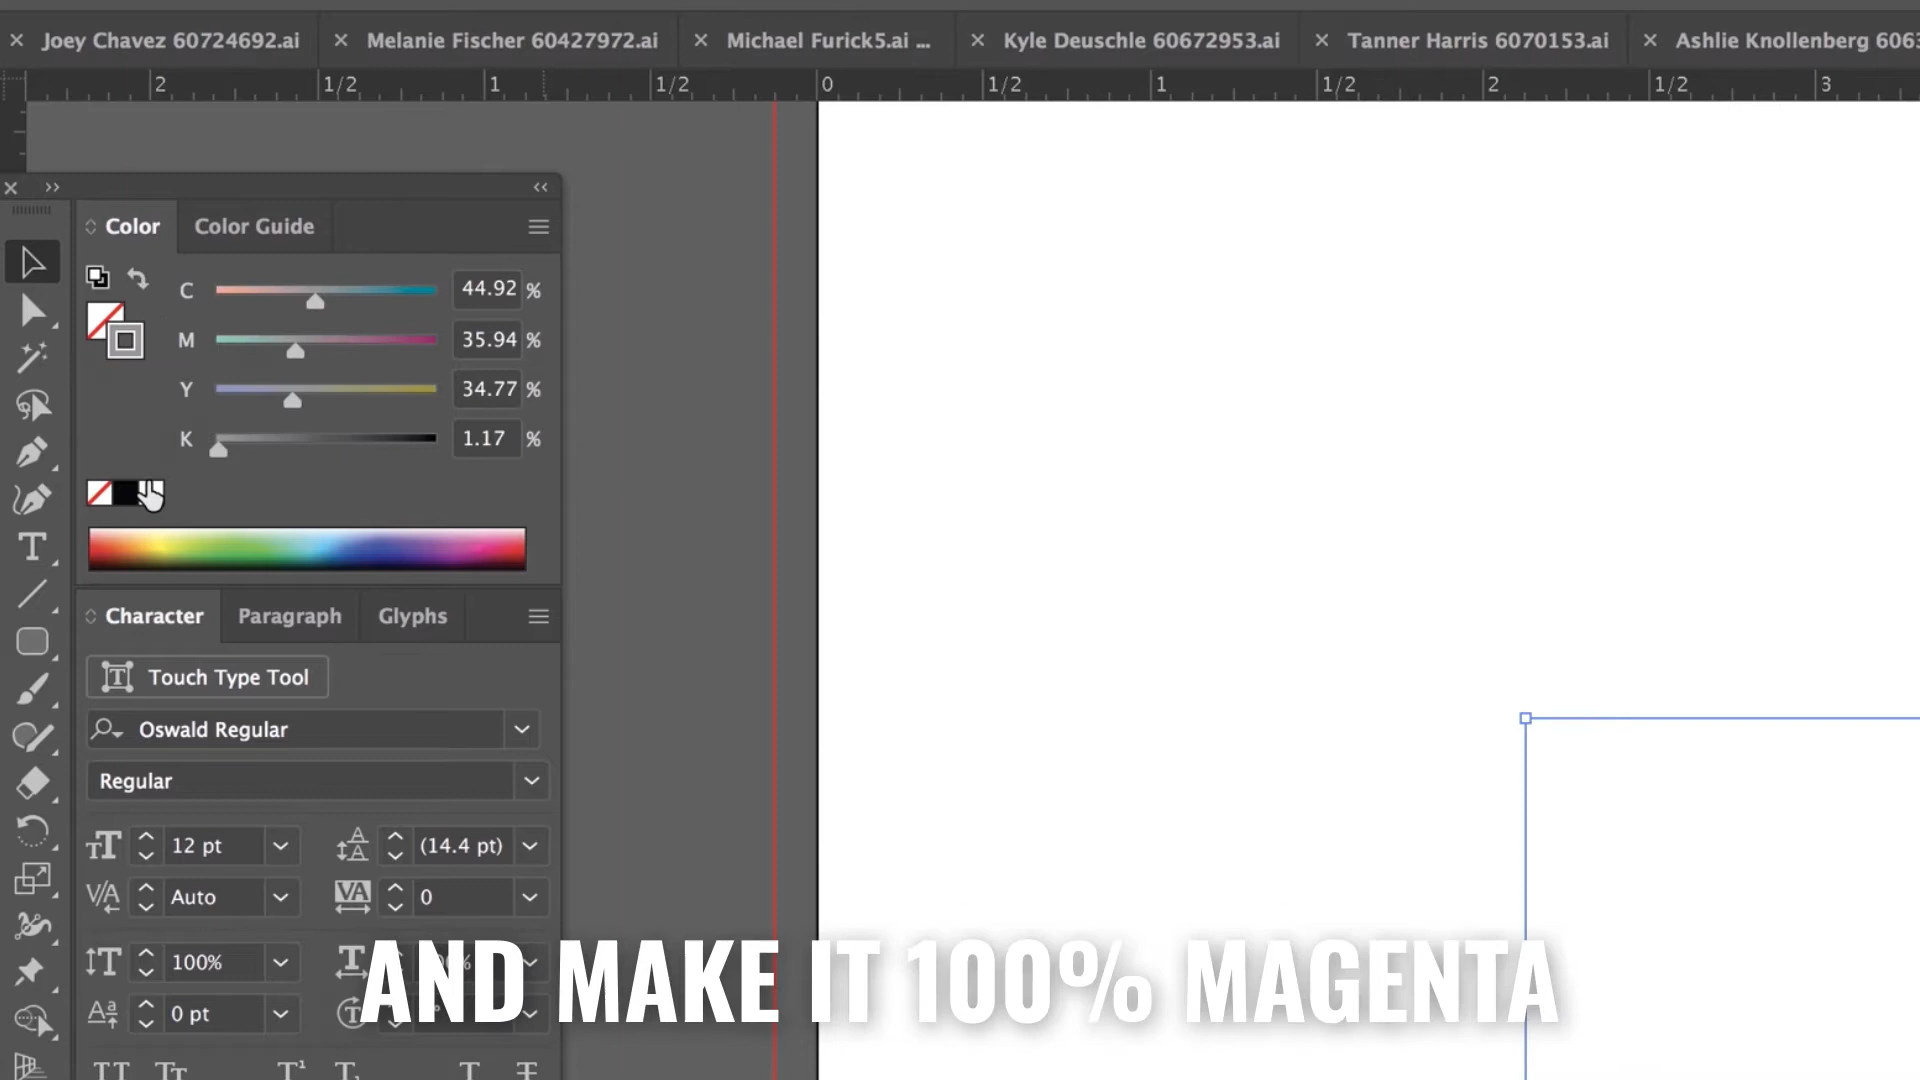 Joey Chavez 60724692.ai
Melanie Fischer 60427972.ai
Michael Furick5.ai ...
Kyle Deuschle 60672953.ai
Tanner Harris 6070153.ai
Ashlie Knollenberg 6063
2 1/2 1 1/2 0 1/2 1 1/2 2 1/2 3
Color Color Guide
C 44.92 %
M 35.94 %
Y 34.77 %
K 1.17 %
Character Paragraph Glyphs
Touch Type Tool
Oswald Regular
Regular
12 pt (14.4 pt)
Auto 0
100%
0 pt
AND MAKE IT 100% MAGENTA